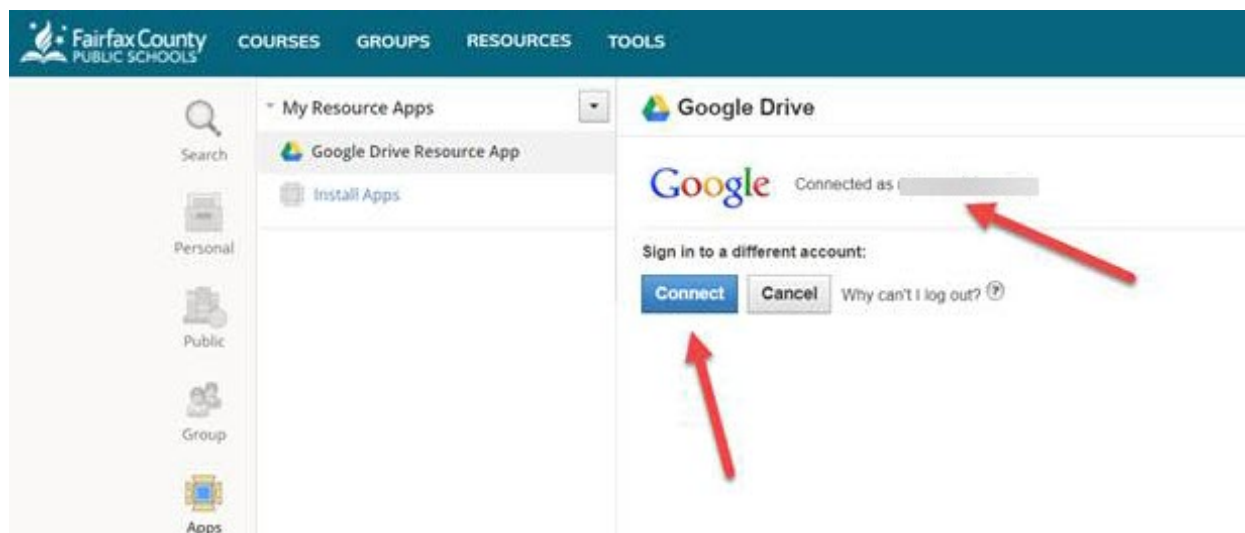 Fairfax County
PUBLIC SCHOOLS
COURSES GROUPS RESOURCES TOOLS
Search
Personal
Public
Group
Apps
My Resource Apps
Google Drive Resource App
Install Apps
Google Drive
Google Connected as
Sign in to a different account:
Connect Cancel Why can't I log out? ?